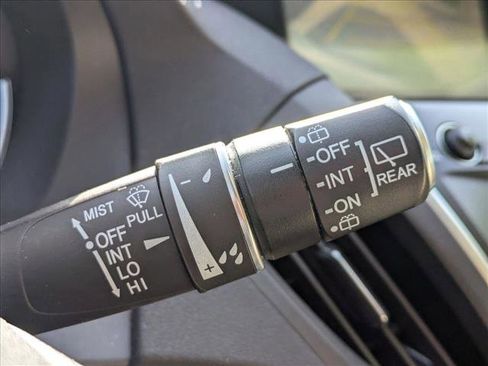 MIST
PULL
OFF
INT
LO
HI
-
+
-OFF
-INT
-ON
REAR